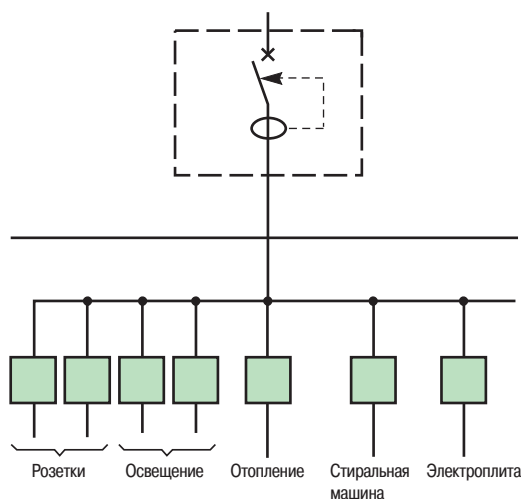 Розетки
Освещение
Отопление
Стиральная
машина
Электроплита